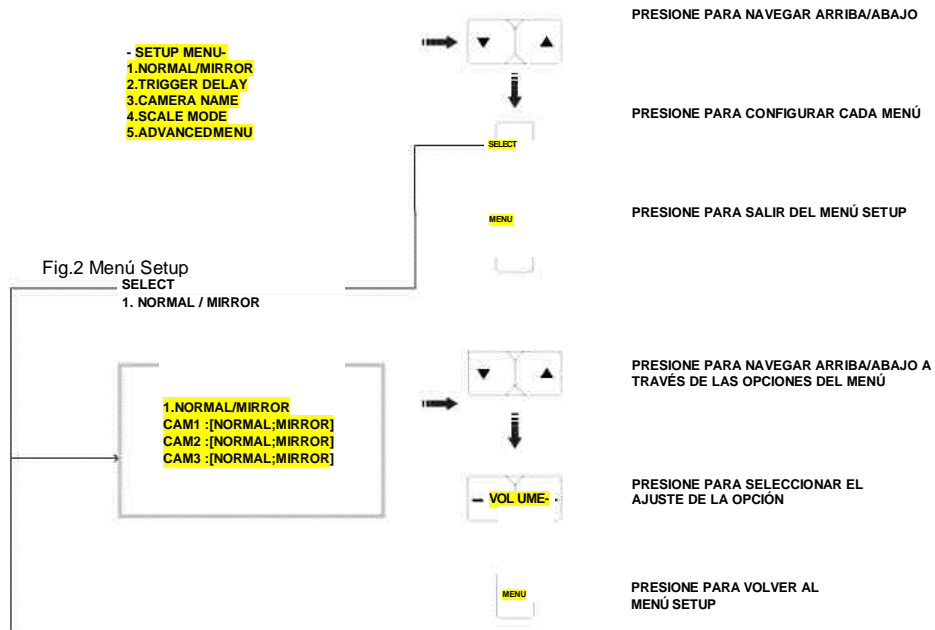 PRESIONE PARA NAVEGAR ARRIBA/ABAJO
- SETUP MENU-
1.NORMAL/MIRROR
2.TRIGGER DELAY
3.CAMERA NAME
4.SCALE MODE
5.ADVANCEDMENU
PRESIONE PARA CONFIGURAR CADA MENÚ
SELECT
PRESIONE PARA SALIR DEL MENÚ SETUP
MENU
Fig.2 Menú Setup
SELECT
1. NORMAL / MIRROR
PRESIONE PARA NAVEGAR ARRIBA/ABAJO A
TRAVÉS DE LAS OPCIONES DEL MENÚ
1.NORMAL/MIRROR
CAM1 :[NORMAL;MIRROR]
CAM2 :[NORMAL;MIRROR]
CAM3 :[NORMAL;MIRROR]
PRESIONE PARA SELECCIONAR EL
AJUSTE DE LA OPCIÓN
– VOL UME- -
PRESIONE PARA VOLVER AL
MENÚ SETUP
MENU